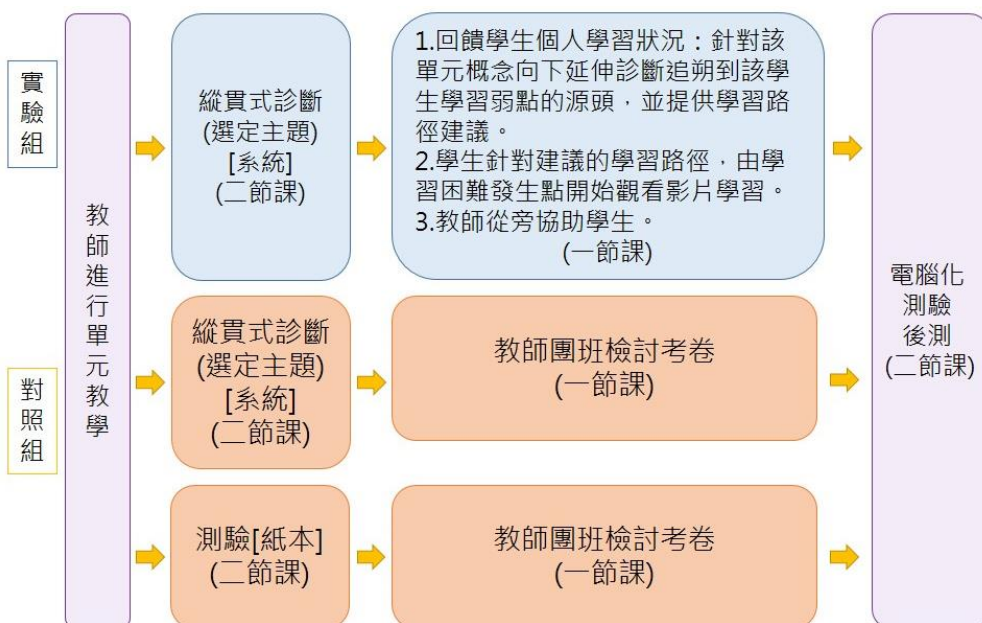 實
驗
組
對
照
組
教
師
進
行
單
元
教
學
縱貫式診斷
(選定主題)
[系統]
(二節課)
1.回饋學生個人學習狀況：針對該
單元概念向下延伸診斷追朔到該學
生學習弱點的源頭，並提供學習路
徑建議。
2.學生針對建議的學習路徑，由學
習困難發生點開始觀看影片學習。
3.教師從旁協助學生。
(一節課)
縱貫式診斷
(選定主題)
[系統]
(二節課)
教師團班檢討考卷
(一節課)
測驗[紙本]
(二節課)
教師團班檢討考卷
(一節課)
電腦化
測驗
後測
(二節課)